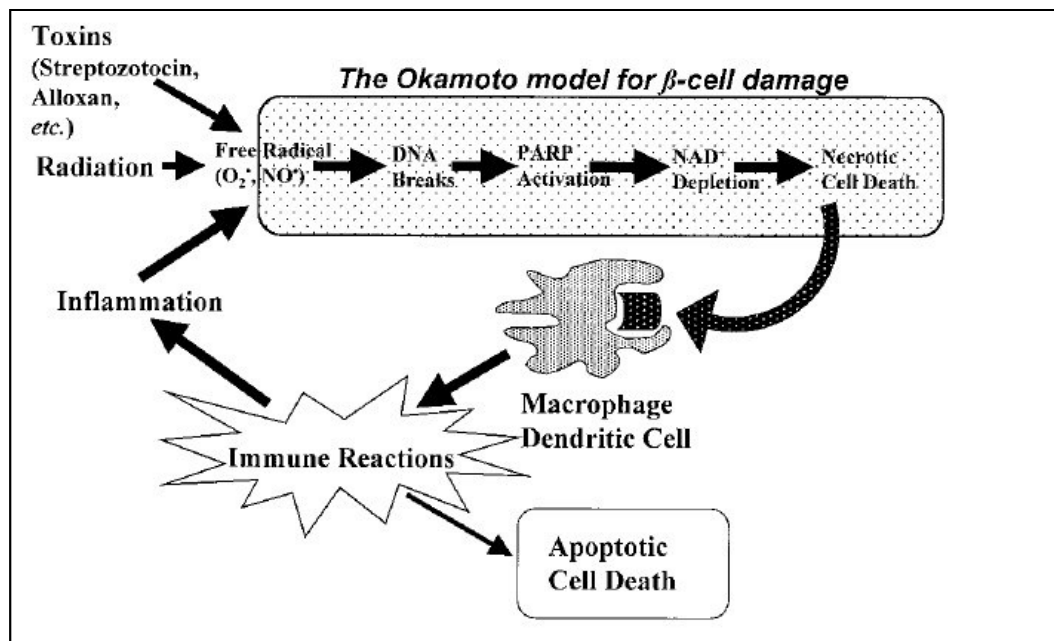 Toxins
(Streptozotocin,
Alloxan,
etc.)
The Okamoto model for β-cell damage
Radiation
Free Radical
(O₂•, NO•)
DNA
Breaks
PARP
Activation
NAD⁺
Depletion
Necrotic
Cell Death
Inflammation
Macrophage
Dendritic Cell
Immune Reactions
Apoptotic
Cell Death